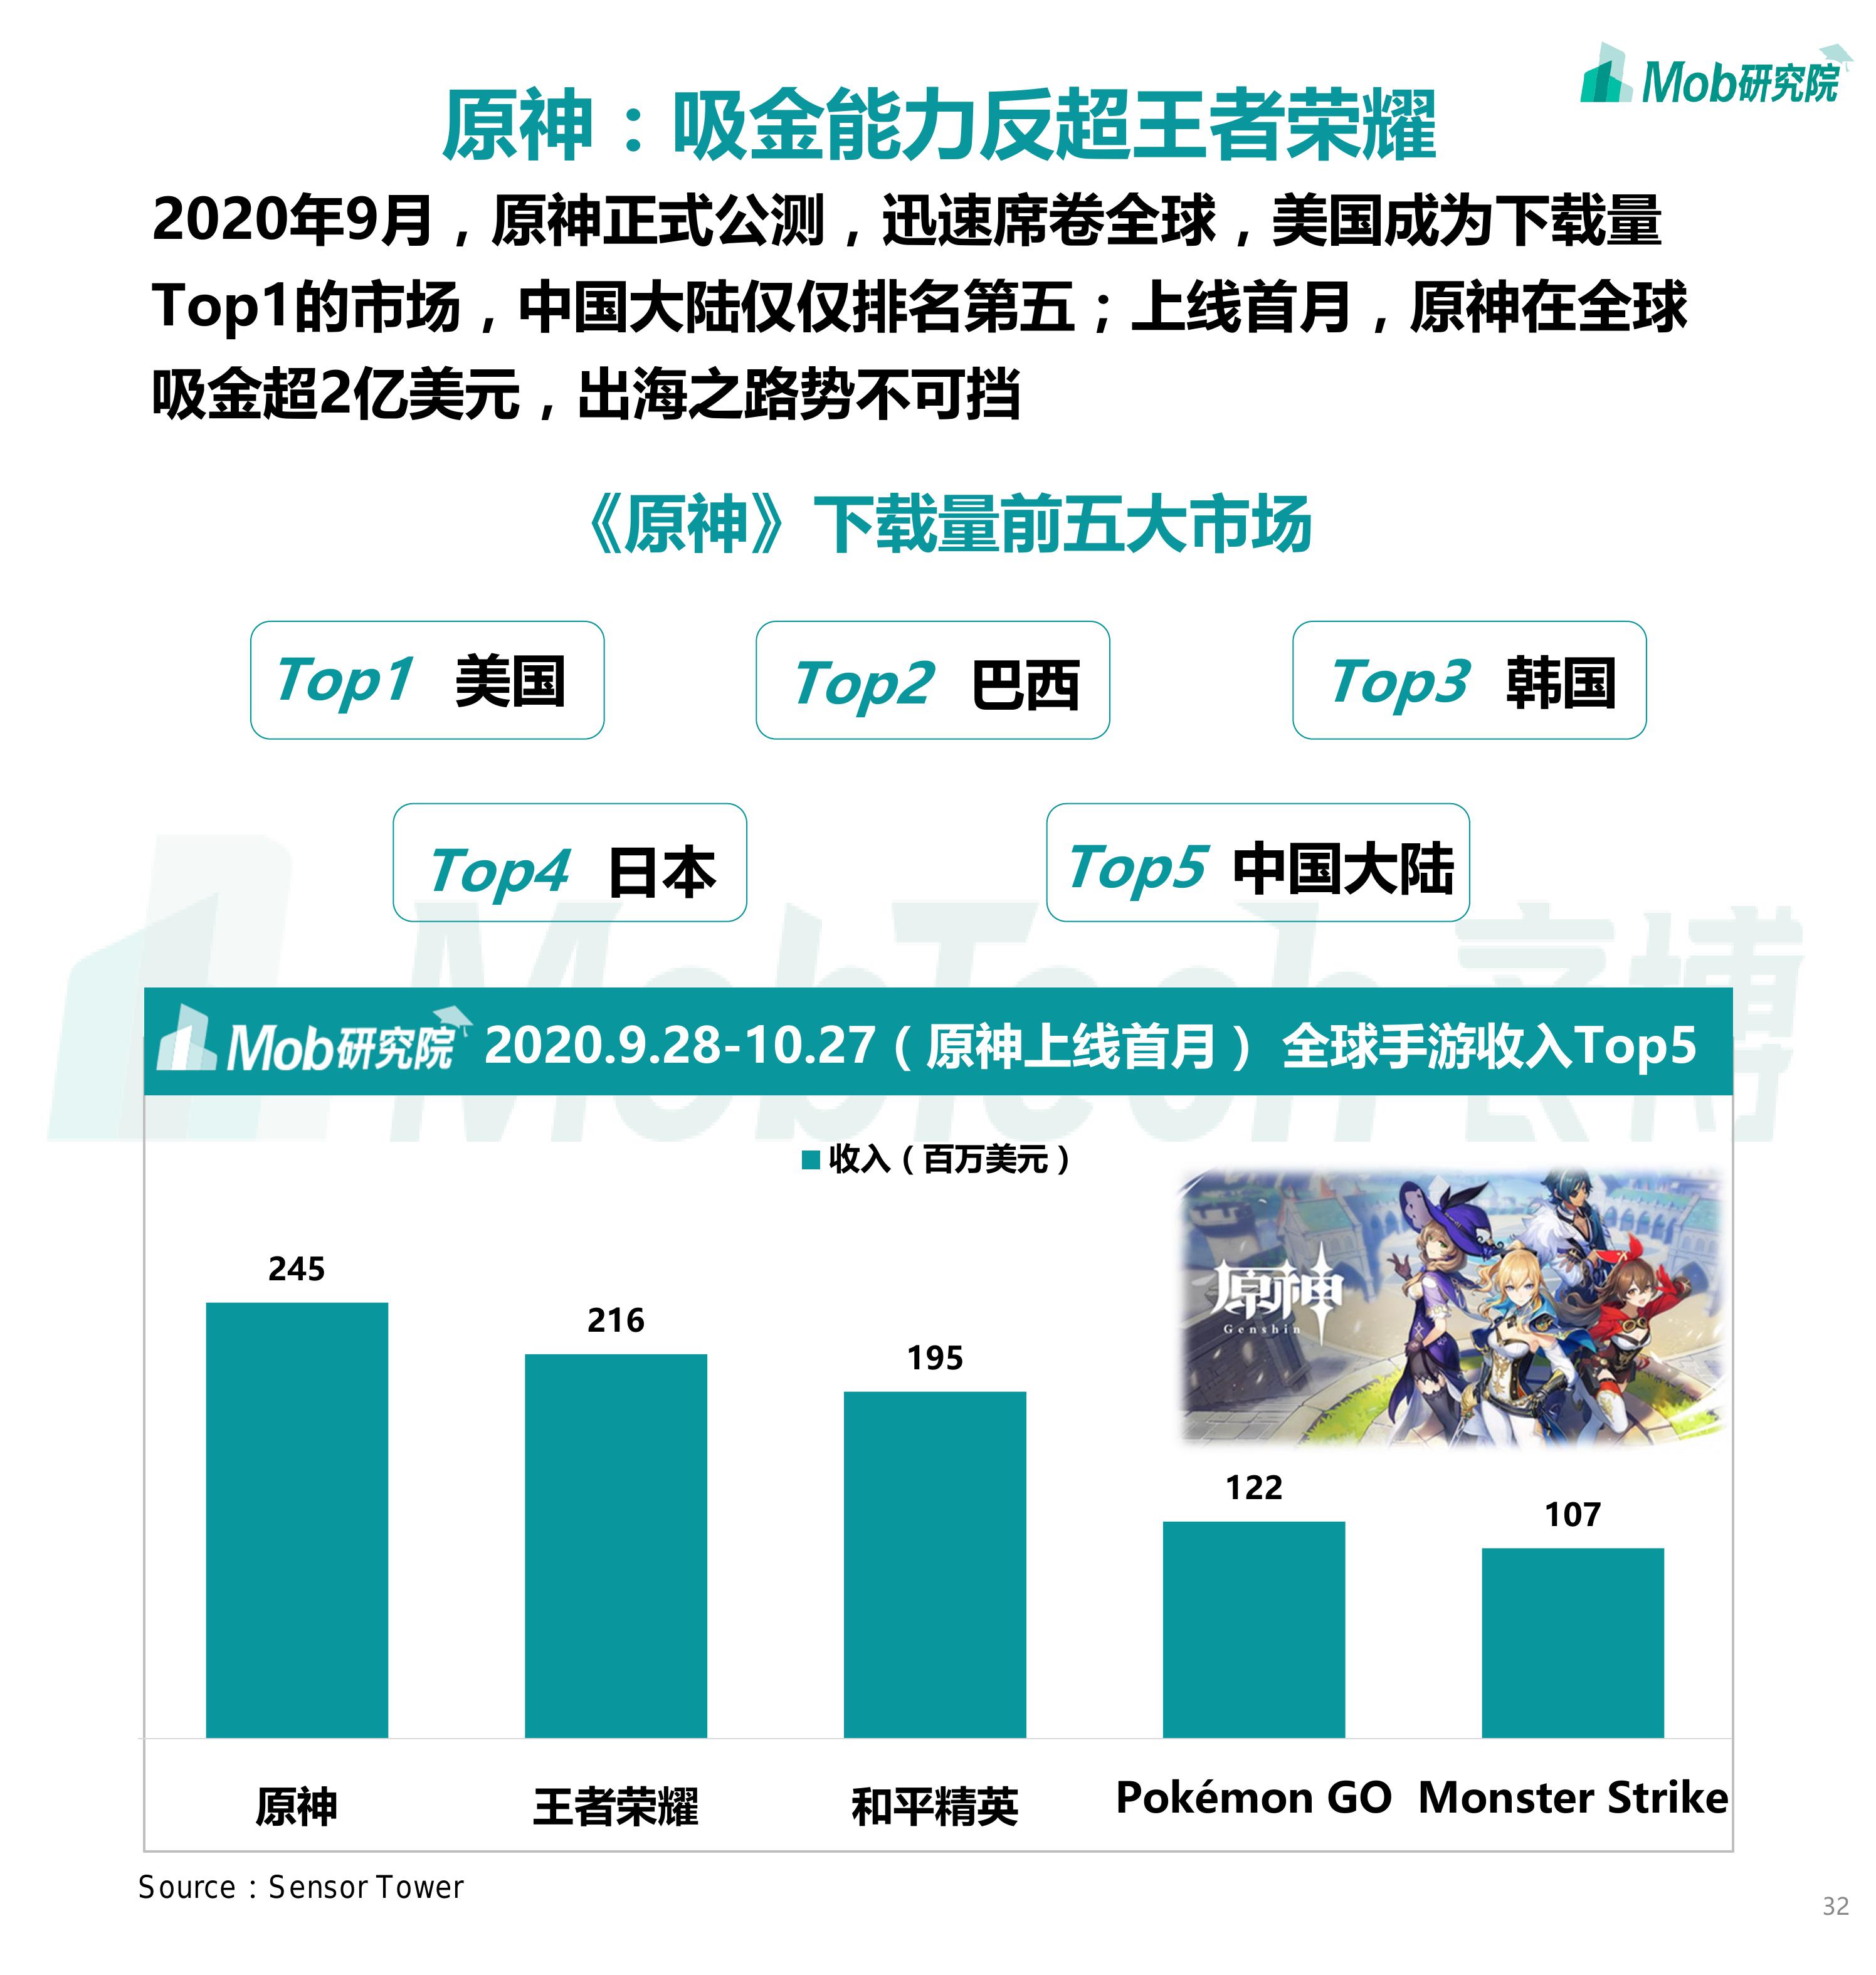 Mob研究院
原神：吸金能力反超王者荣耀
2020年9月，原神正式公测，迅速席卷全球，美国成为下载量
Top1的市场，中国大陆仅仅排名第五；上线首月，原神在全球
吸金超2亿美元，出海之路势不可挡
《原神》下载量前五大市场
Top1 美国
Top2 巴西
Top3 韩国
Top4 日本
Top5 中国大陆
MobTech 袤博
Mob研究院 2020.9.28-10.27（原神上线首月） 全球手游收入Top5
收入（百万美元）
原神
Genshin
245
216
195
122
107
原神
王者荣耀
和平精英
Pokémon GO
Monster Strike
Source：Sensor Tower
32